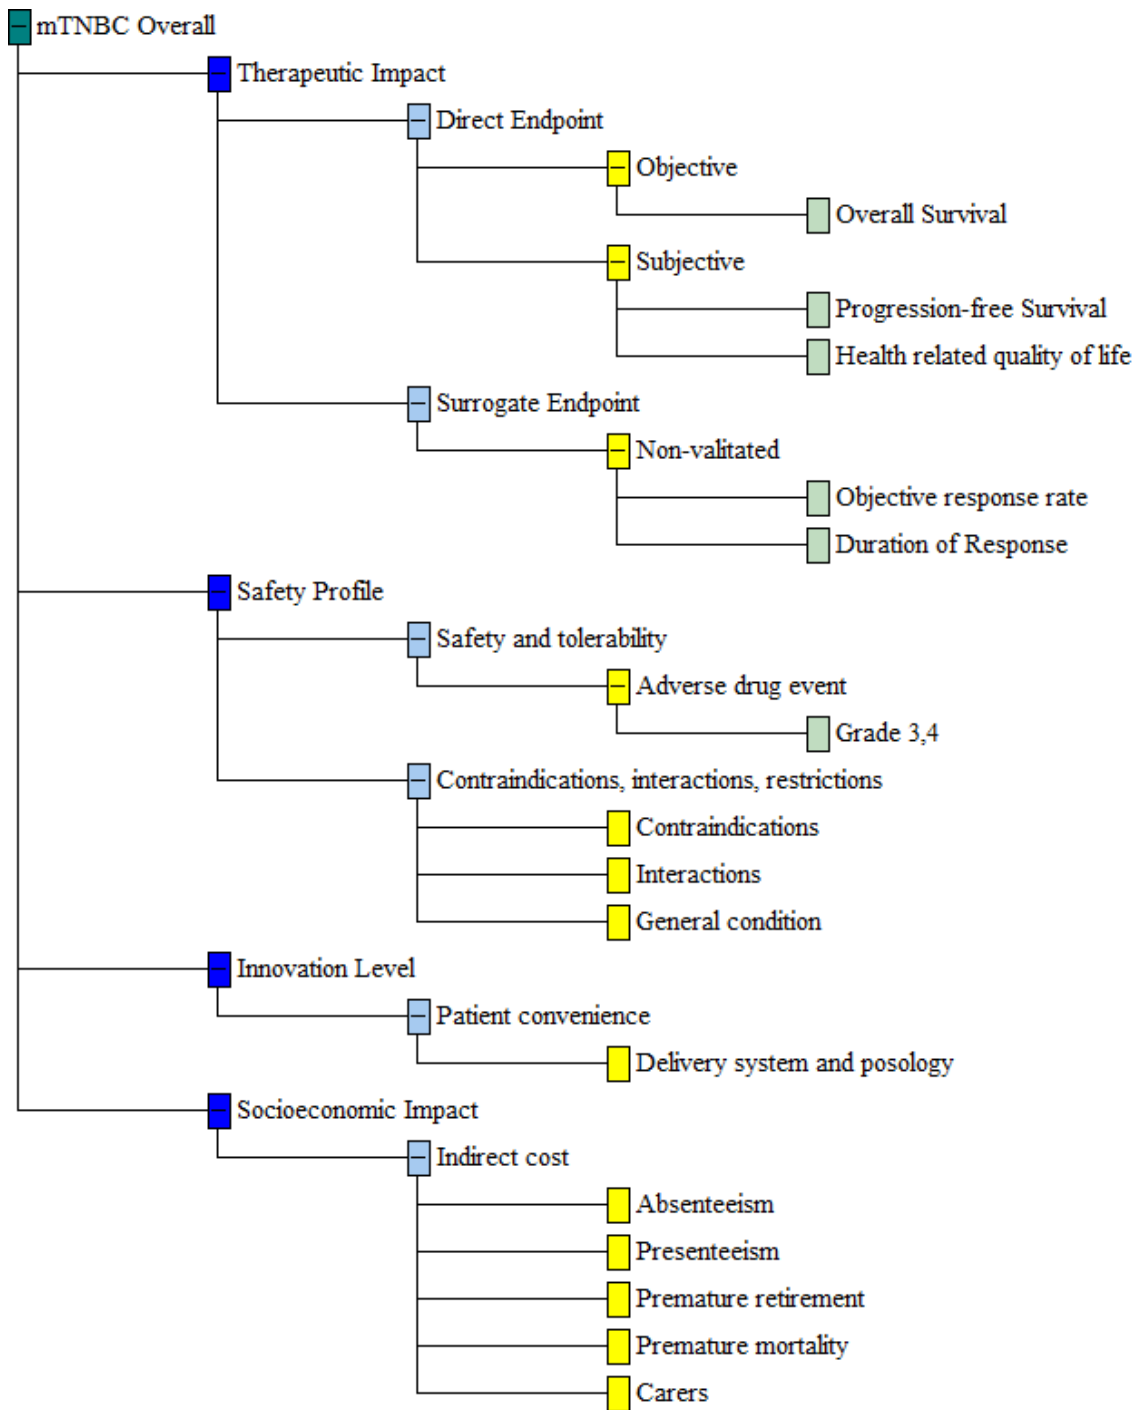 mTNBC Overall
Therapeutic Impact
Direct Endpoint
Objective
Overall Survival
Subjective
Progression-free Survival
Health related quality of life
Surrogate Endpoint
Non-valitated
Objective response rate
Duration of Response
Safety Profile
Safety and tolerability
Adverse drug event
Grade 3,4
Contraindications, interactions, restrictions
Contraindications
Interactions
General condition
Innovation Level
Patient convenience
Delivery system and posology
Socioeconomic Impact
Indirect cost
Absenteeism
Presenteeism
Premature retirement
Premature mortality
Carers